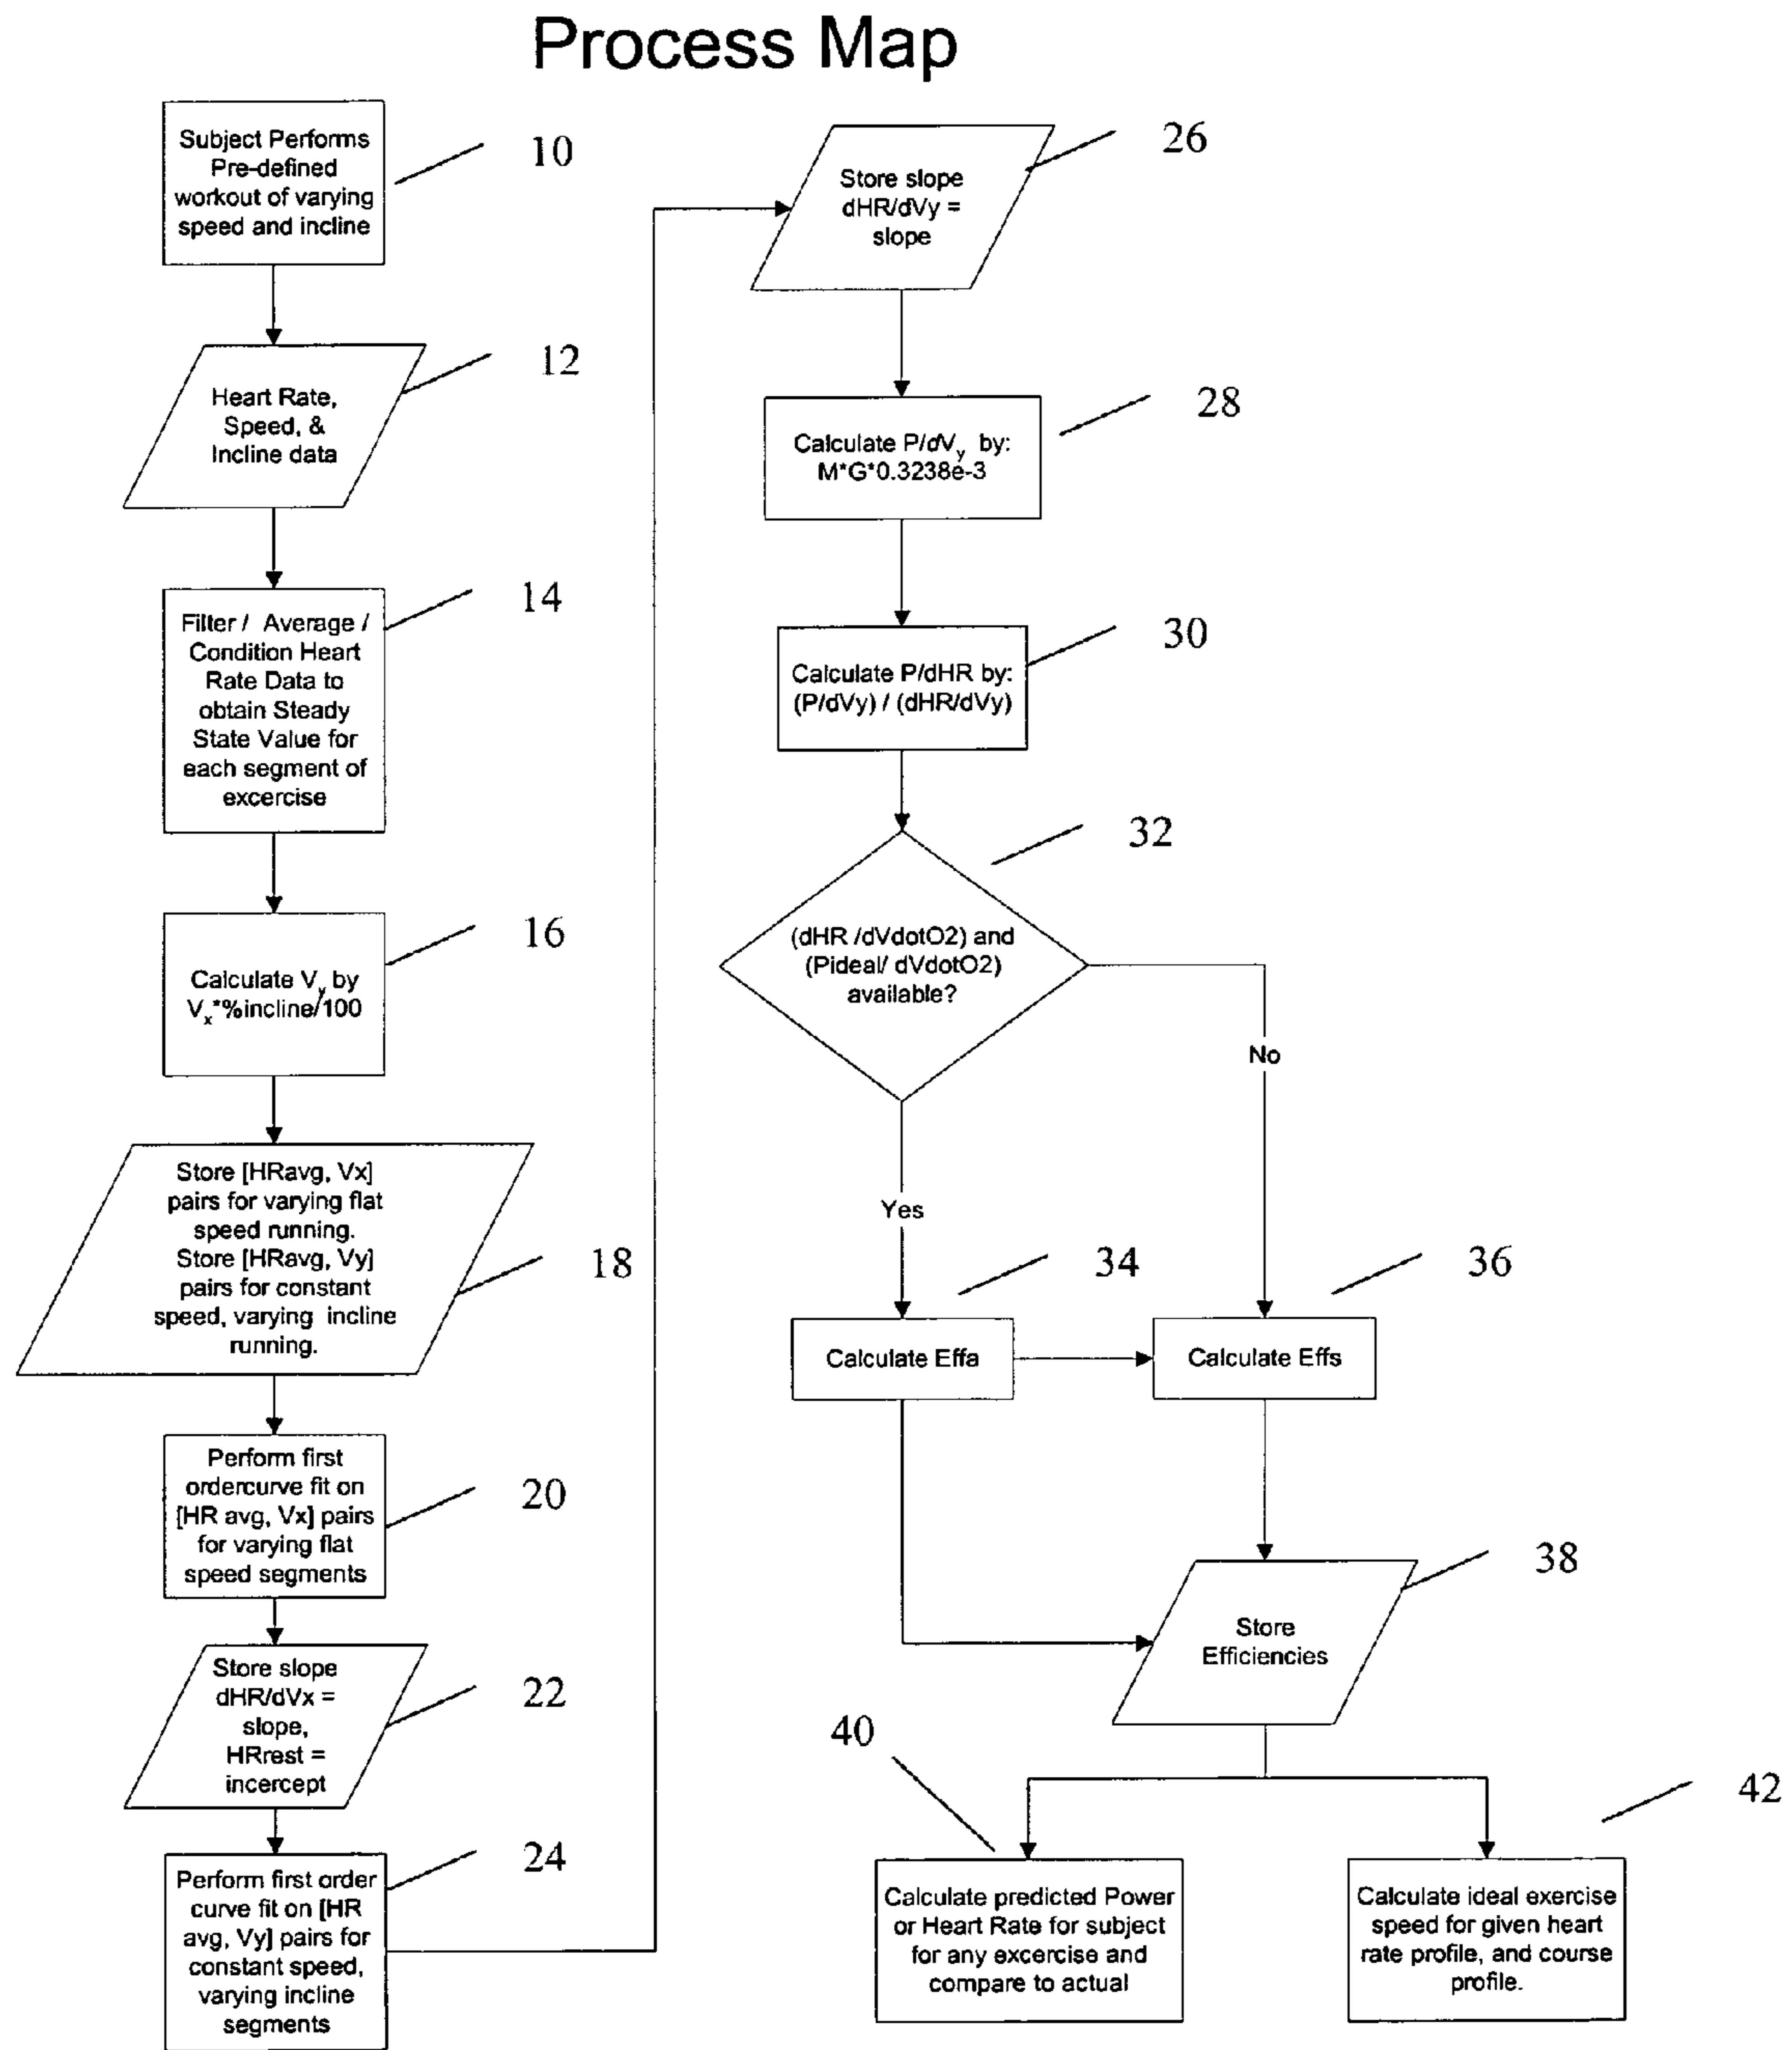 Process Map
Subject Performs
Pre-defined
workout of varying
speed and incline
10
Heart Rate,
Speed, &
Incline data
12
Filter / Average /
Condition Heart
Rate Data to
obtain Steady
State Value for
each segment of
excercise
14
Calculate Vy by
Vx*%incline/100
16
Store [HRavg, Vx]
pairs for varying flat
speed running.
Store [HRavg, Vy]
pairs for constant
speed, varying incline
running.
18
Perform first
ordercurve fit on
[HR avg, Vx] pairs
for varying flat
speed segments
20
Store slope
dHR/dVx =
slope,
HRrest =
incercept
22
Perform first order
curve fit on [HR
avg, Vy] pairs for
constant speed,
varying incline
segments
24
Store slope
dHR/dVy =
slope
26
Calculate P/dVy by:
M*G*0.3238e-3
28
Calculate P/dHR by:
(P/dVy) / (dHR/dVy)
30
(dHR /dVdotO2) and
(Pideal/ dVdotO2)
available?
32
Yes
No
Calculate Effa
34
Calculate Effs
36
Store
Efficiencies
38
Calculate predicted Power
or Heart Rate for subject
for any excercise and
compare to actual
40
Calculate ideal exercise
speed for given heart
rate profile, and course
profile.
42